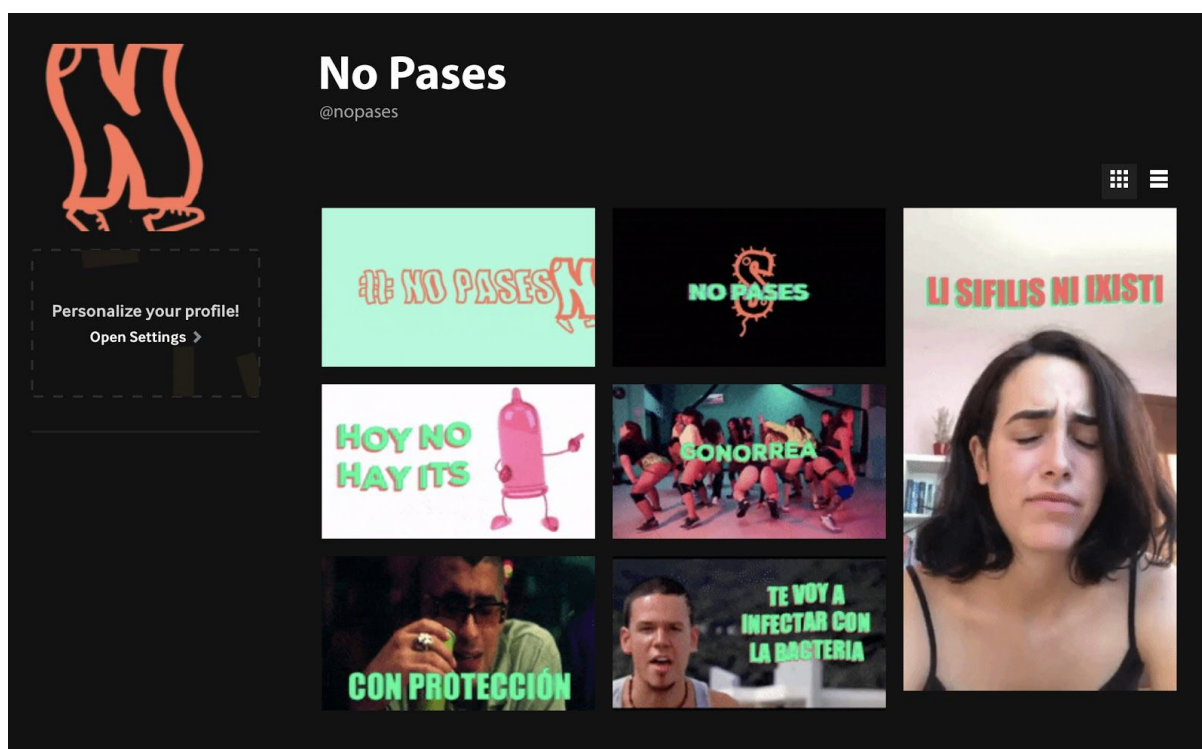 No Pases
@nopases
Personalize your profile!
Open Settings
# NO PASES
NO PASES
LI SIFILIS NI IXISTI
HOY NO
HAY ITS
GONORREA
CON PROTECCIÓN
TE VOY A
INFECTAR CON
LA BACTERIA